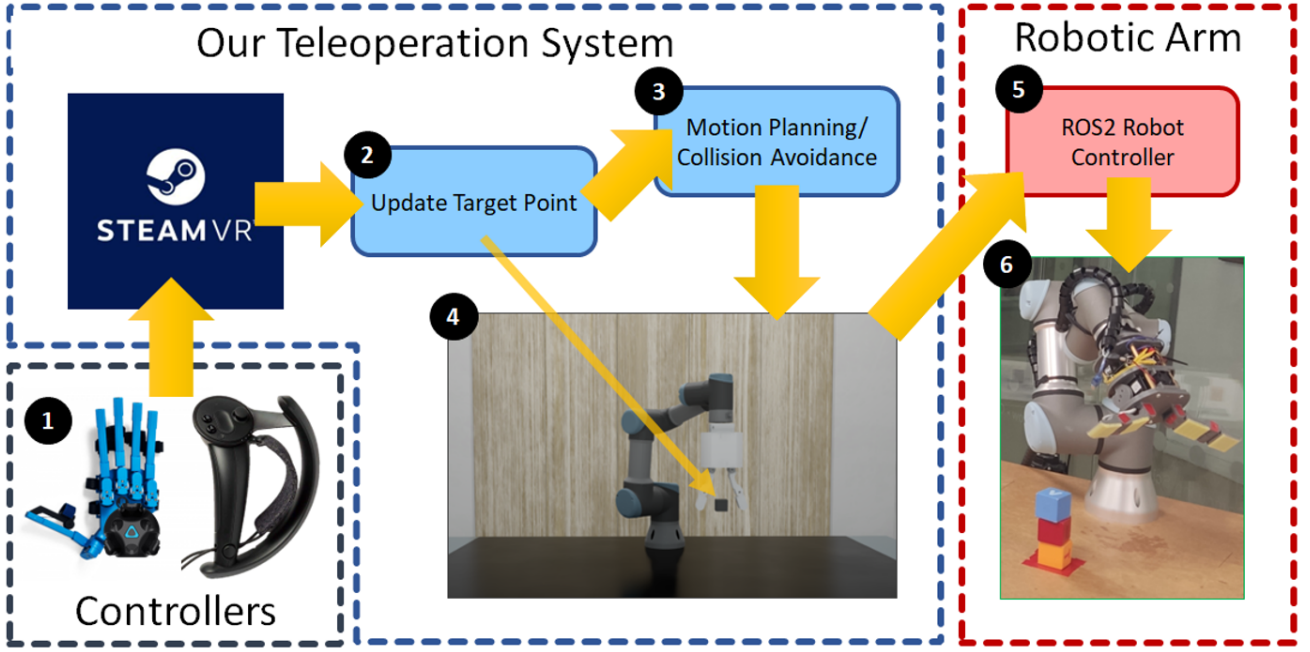 Our Teleoperation System
Robotic Arm
STEAMVR
2
Update Target Point
3
Motion Planning/
Collision Avoidance
5
ROS2 Robot
Controller
4
6
1
Controllers